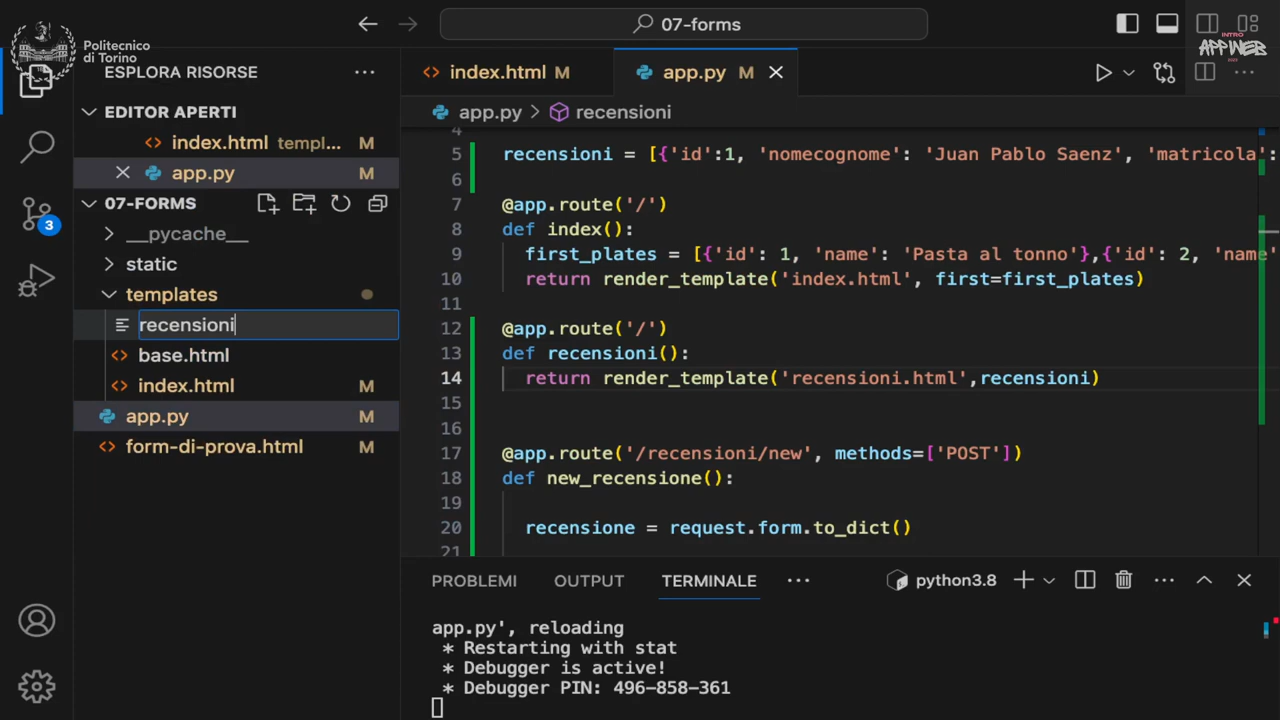 07-forms
Politecnico
di Torino
INTRO
APPWEB
ESPLORA RISORSE
index.html M
app.py M
EDITOR APERTI
app.py > recensioni
index.html templ... M
app.py M
07-FORMS
__pycache__
static
templates
recensioni
base.html
index.html M
app.py M
form-di-prova.html M
3
4
5 recensioni = [{'id':1, 'nomecognome': 'Juan Pablo Saenz', 'matricola':
6
7 @app.route('/')
8 def index():
9 first_plates = [{'id': 1, 'name': 'Pasta al tonno'},{'id': 2, 'name'
10 return render_template('index.html', first=first_plates)
11
12 @app.route('/')
13 def recensioni():
14 return render_template('recensioni.html',recensioni)
15
16
17 @app.route('/recensioni/new', methods=['POST'])
18 def new_recensione():
19
20 recensione = request.form.to_dict()
21
PROBLEMI OUTPUT TERMINALE python3.8
app.py', reloading
* Restarting with stat
* Debugger is active!
* Debugger PIN: 496-858-361